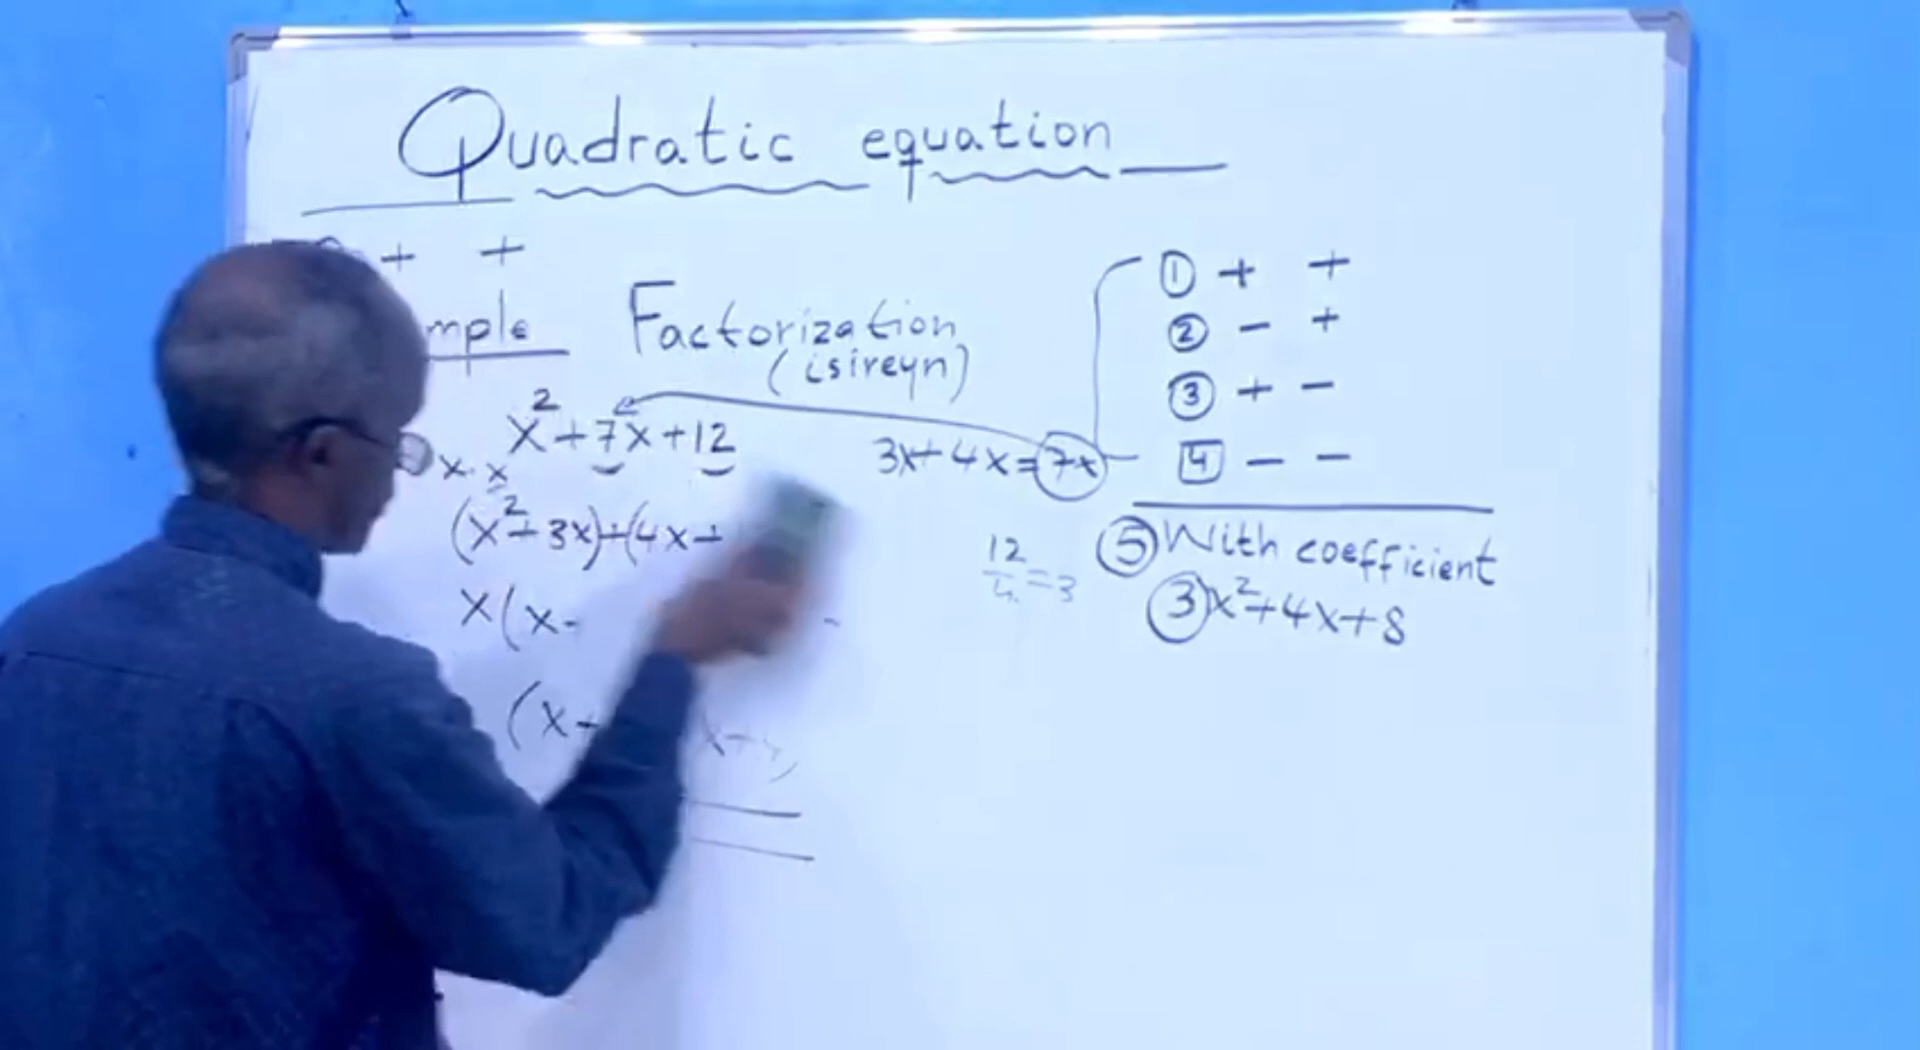 Quadratic equation
+ +
mple Factorization
(isireyn)
x²+7x+12
3x+4x=7x
x·x
(x²+3x)+(4x+
x(x-
(x+
x+
① + +
② - +
③ + -
4 - -
12/4=3
⑤ With coefficient
③x²+4x+8